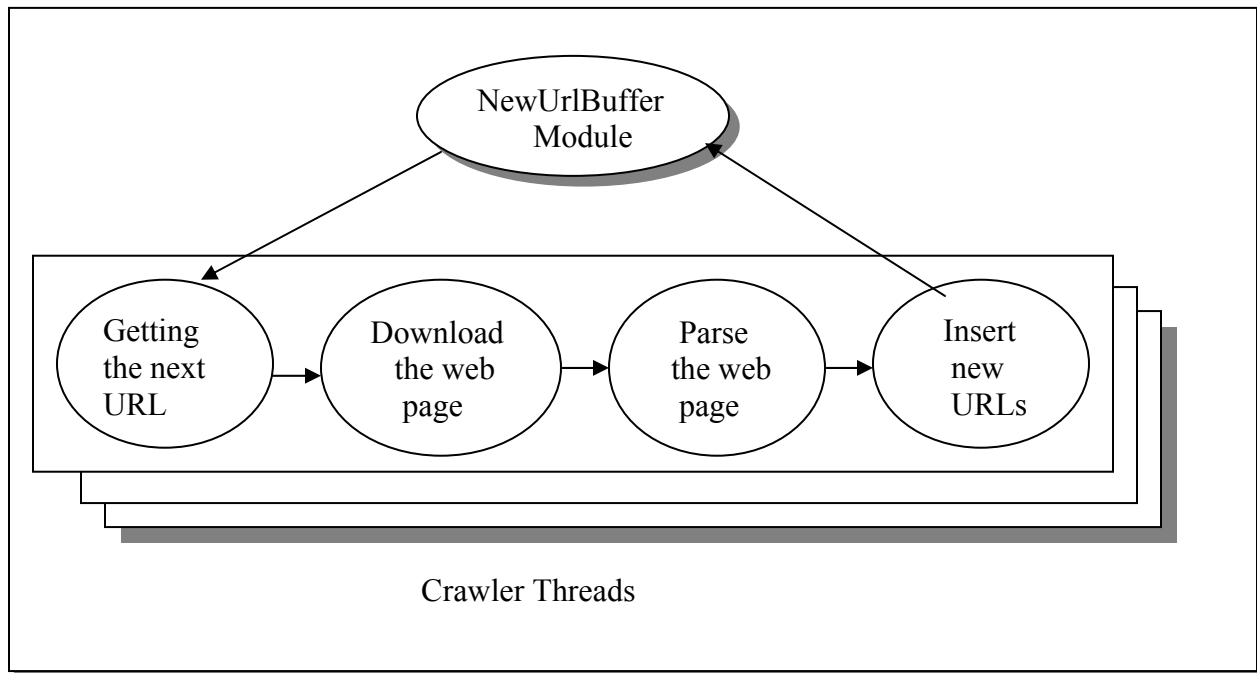 NewUrlBuffer
Module
Getting
the next
URL
Download
the web
page
Parse
the web
page
Insert
new
URLs
Crawler Threads